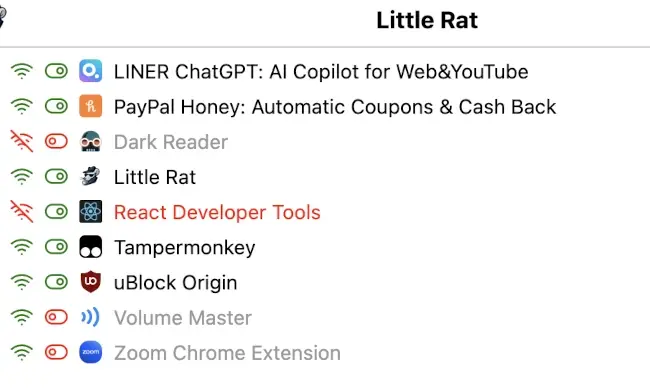 Little Rat
LINER ChatGPT: AI Copilot for Web&YouTube
PayPal Honey: Automatic Coupons & Cash Back
Dark Reader
Little Rat
React Developer Tools
Tampermonkey
uBlock Origin
Volume Master
zoom Zoom Chrome Extension